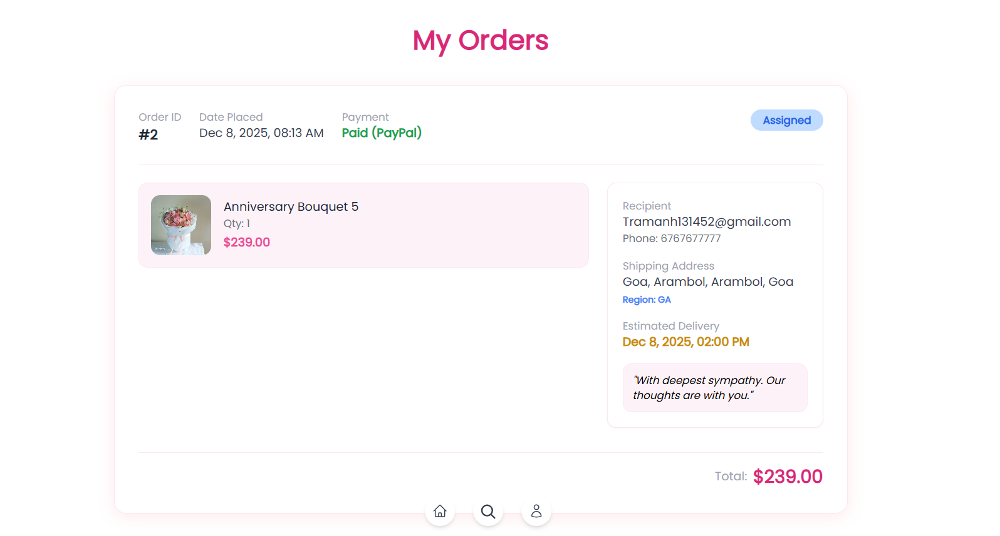 My Orders
Order ID
#2
Date Placed
Dec 8, 2025, 08:13 AM
Payment
Paid (PayPal)
Assigned
Anniversary Bouquet 5
Qty: 1
$239.00
Recipient
Tramanh131452@gmail.com
Phone: 6767677777
Shipping Address
Goa, Arambol, Arambol, Goa
Region: GA
Estimated Delivery
Dec 8, 2025, 02:00 PM
"With deepest sympathy. Our
thoughts are with you."
Total: $239.00